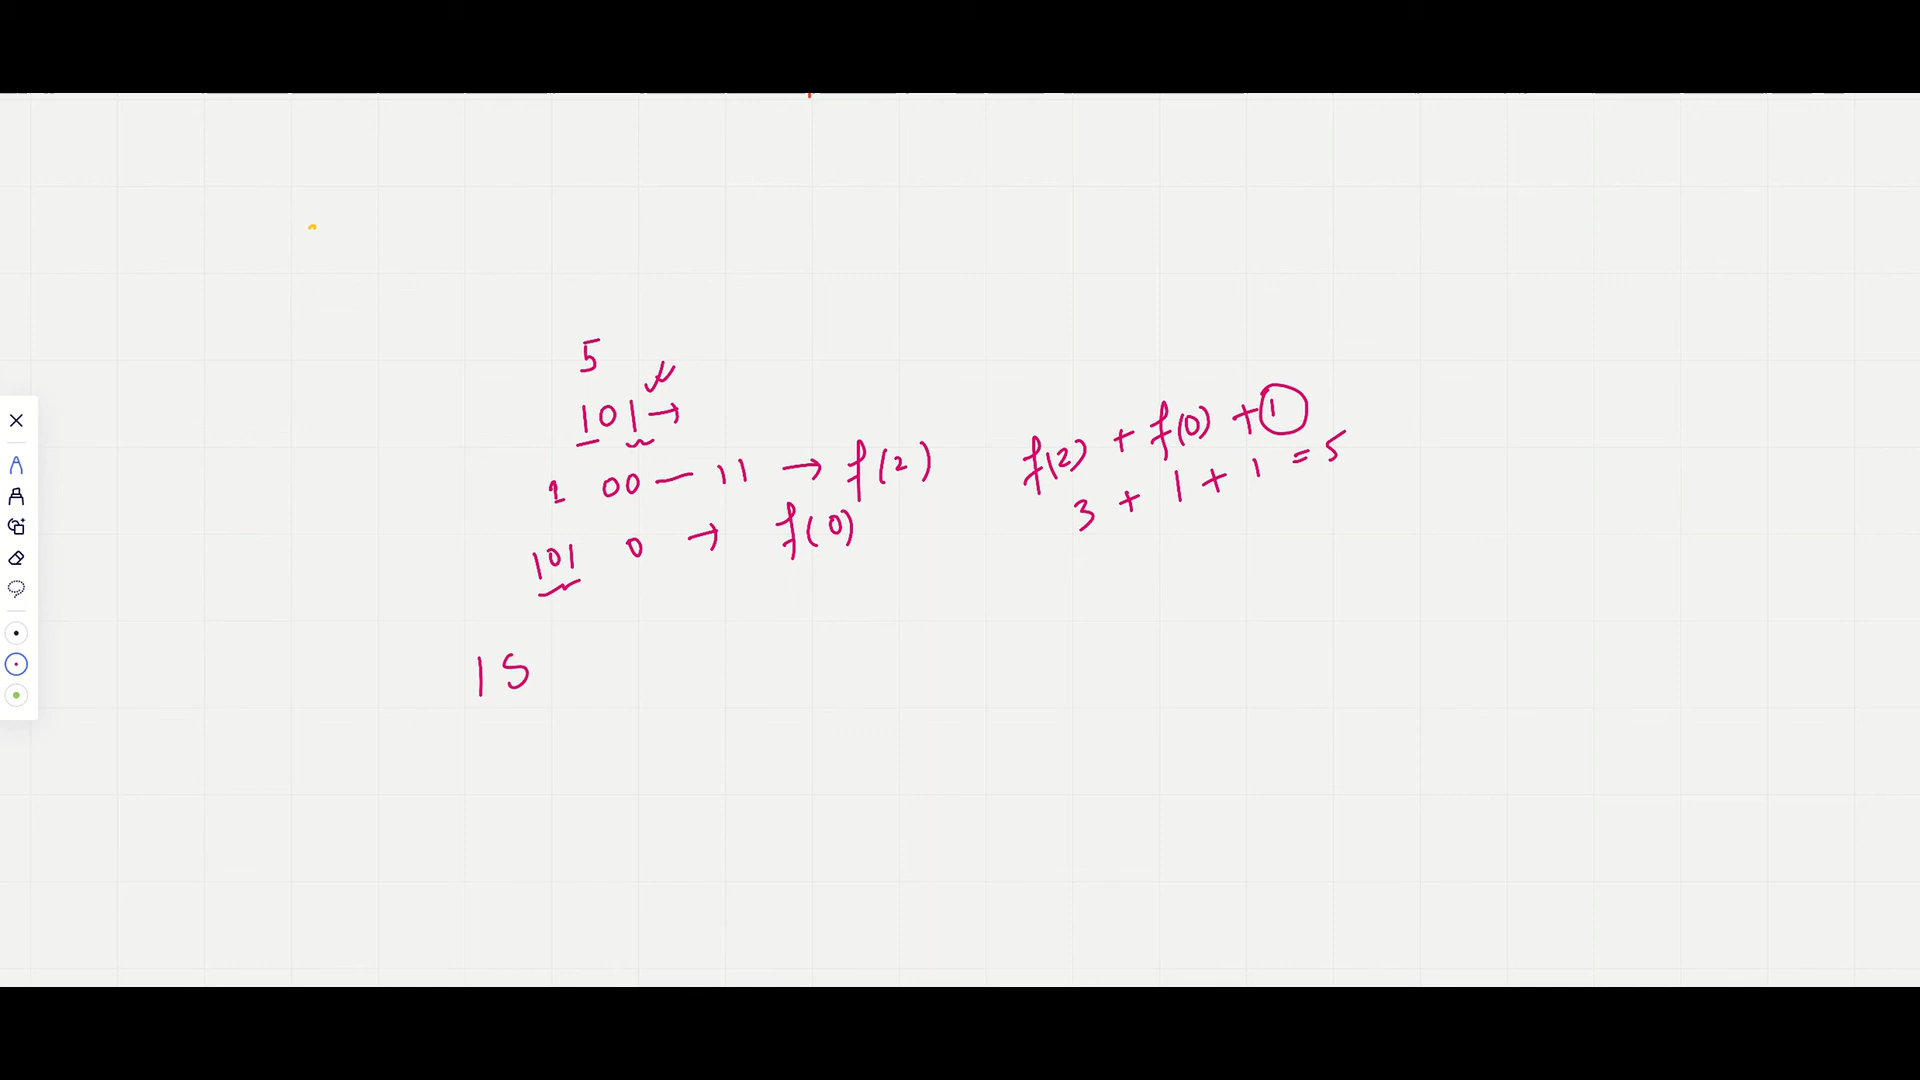 5
101 →
1 00 — 11 → f(2)
101 0 → f(0)
f(2) + f(0) + 1
3 + 1 + 1 = 5
15